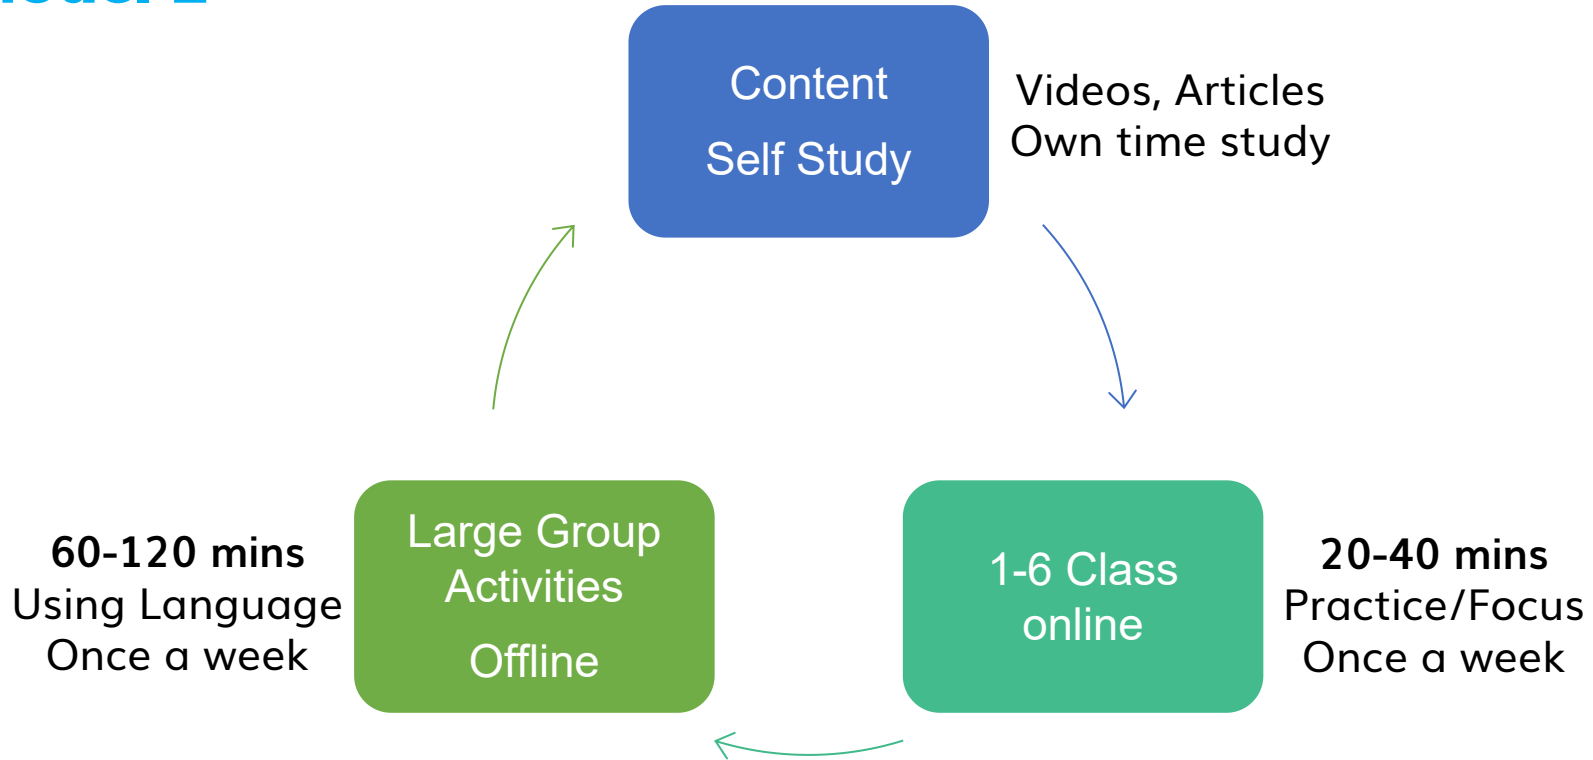 Content
Self Study
Videos, Articles
Own time study
Large Group
Activities
Offline
60-120 mins
Using Language
Once a week
1-6 Class
online
20-40 mins
Practice/Focus
Once a week